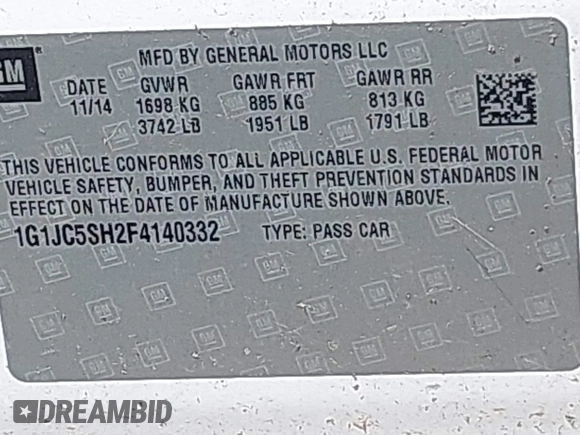 GM
MFD BY GENERAL MOTORS LLC
DATE GVWR GAWR FRT GAWR RR
11/14 1698 KG 885 KG 813 KG
3742 LB 1951 LB 1791 LB
THIS VEHICLE CONFORMS TO ALL APPLICABLE U.S. FEDERAL MOTOR
VEHICLE SAFETY, BUMPER, AND THEFT PREVENTION STANDARDS IN
EFFECT ON THE DATE OF MANUFACTURE SHOWN ABOVE.
1G1JC5SH2F4140332 TYPE: PASS CAR
DREAMBID